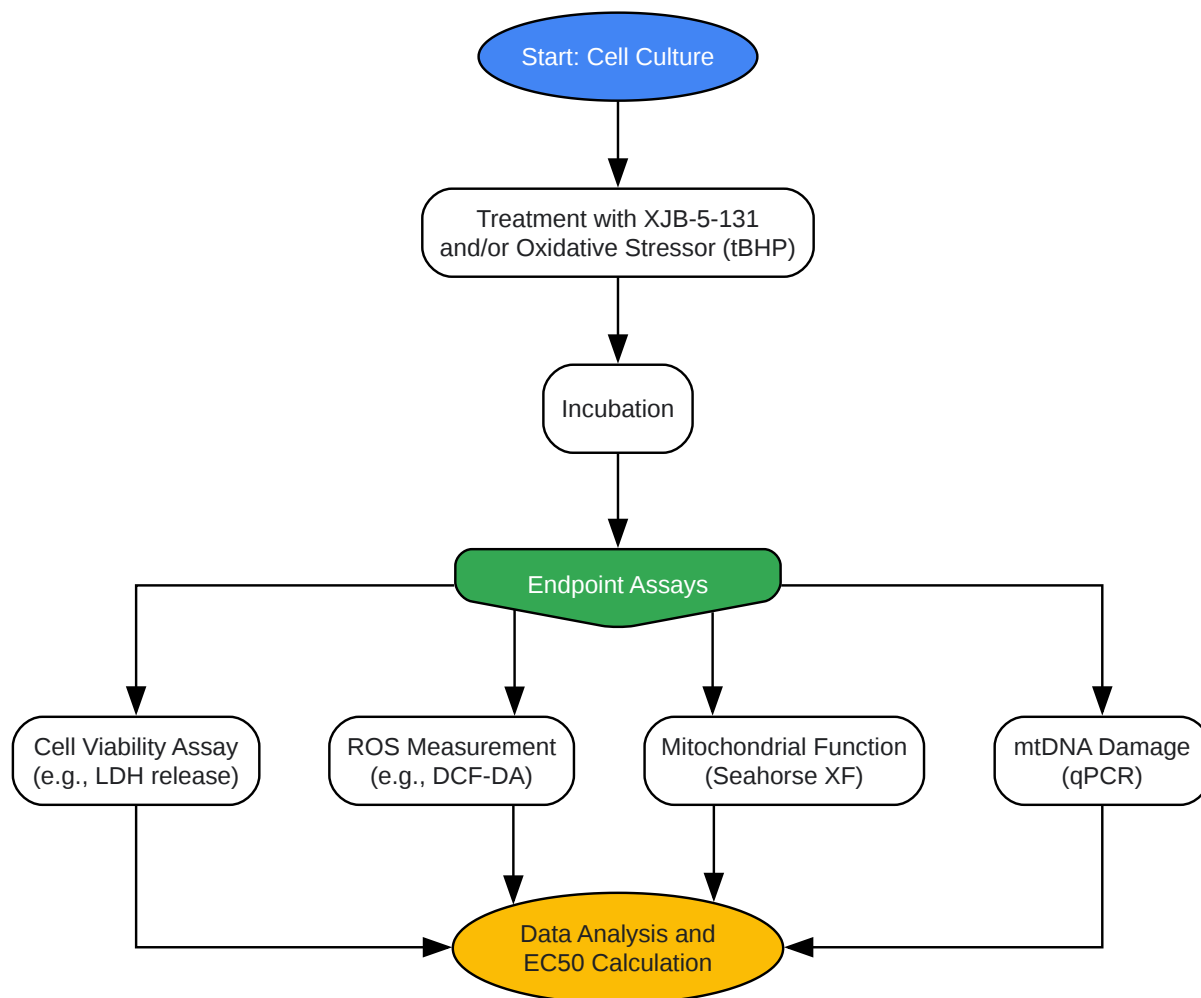 Start: Cell Culture
Treatment with XJB-5-131
and/or Oxidative Stressor (tBHP)
Incubation
Endpoint Assays
Cell Viability Assay
(e.g., LDH release)
ROS Measurement
(e.g., DCF-DA)
Mitochondrial Function
(Seahorse XF)
mtDNA Damage
(qPCR)
Data Analysis and
EC50 Calculation